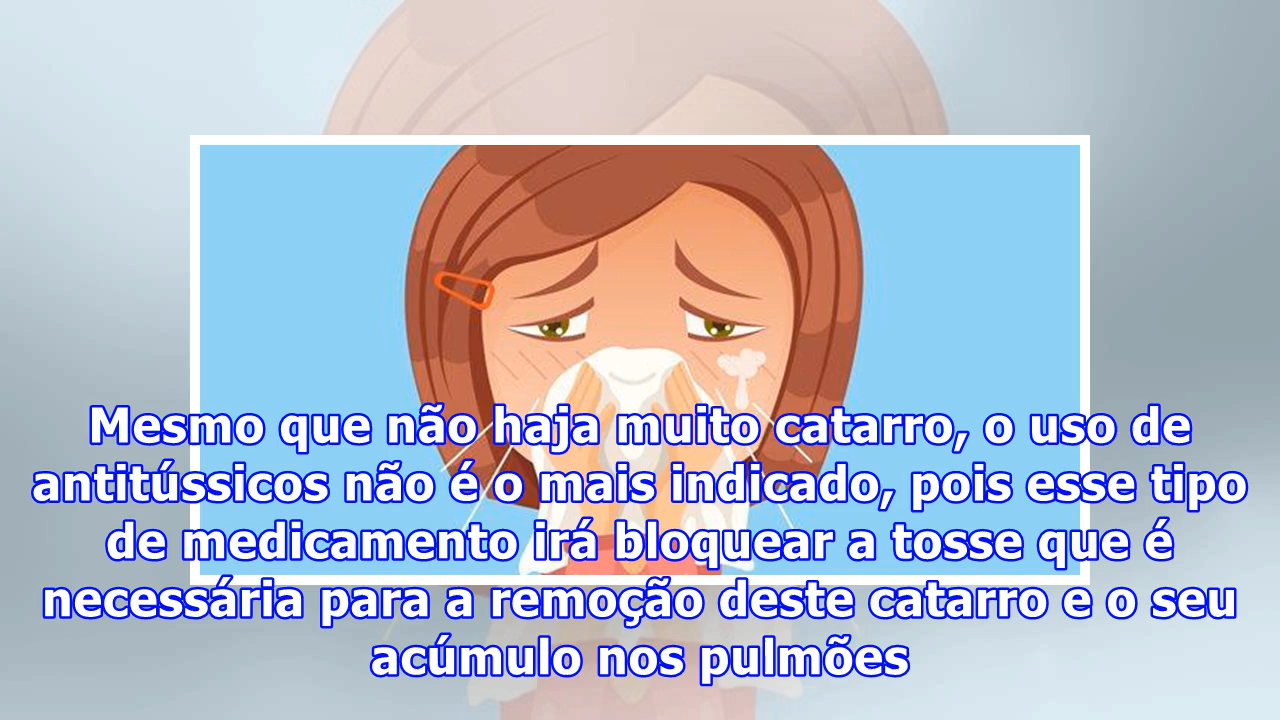 Mesmo que não haja muito catarro, o uso de
antitússicos não é o mais indicado, pois esse tipo
de medicamento irá bloquear a tosse que é
necessária para a remoção deste catarro e o seu
acúmulo nos pulmões